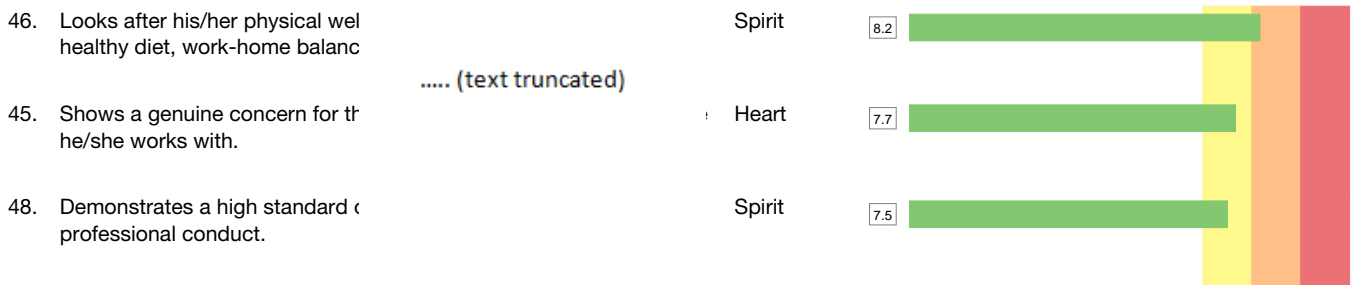 46. Looks after his/her physical wel Spirit 8.2
healthy diet, work-home balanc
..... (text truncated)
45. Shows a genuine concern for th Heart 7.7
he/she works with.
48. Demonstrates a high standard Spirit 7.5
professional conduct.